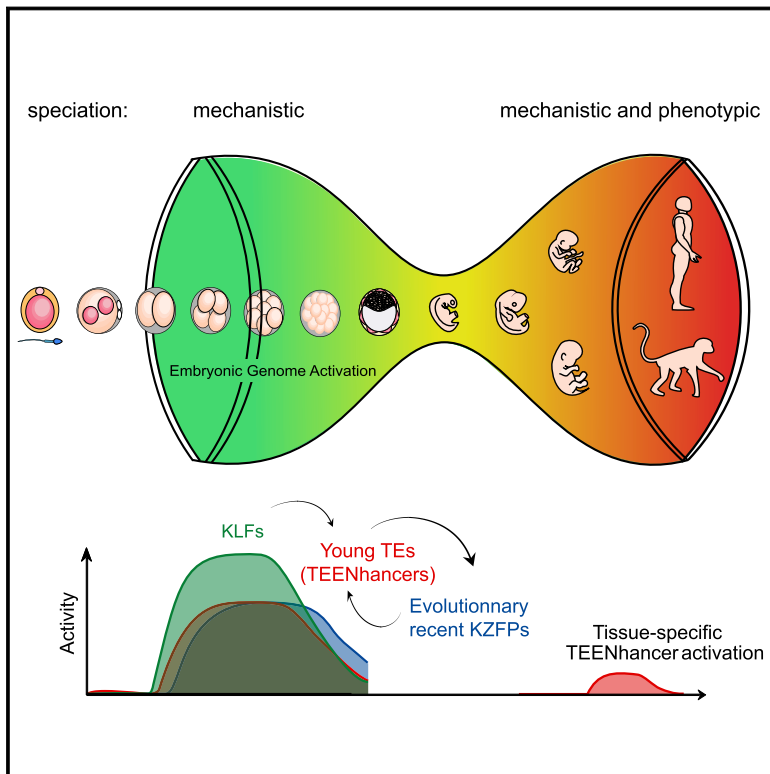 speciation:
mechanistic
mechanistic and phenotypic
Embryonic Genome Activation
KLFs
Young TEs
(TEENhancers)
Evolutionnary
recent KZFPs
Tissue-specific
TEENhancer activation
Activity